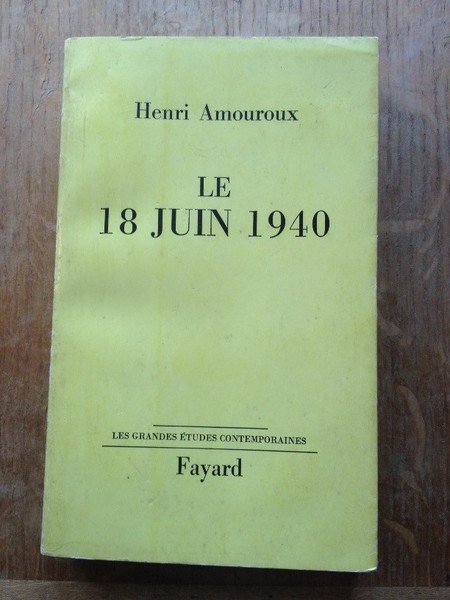 Henri Amouroux
LE
18 JUIN 1940
LES GRANDES ÉTUDES CONTEMPORAINES
Fayard